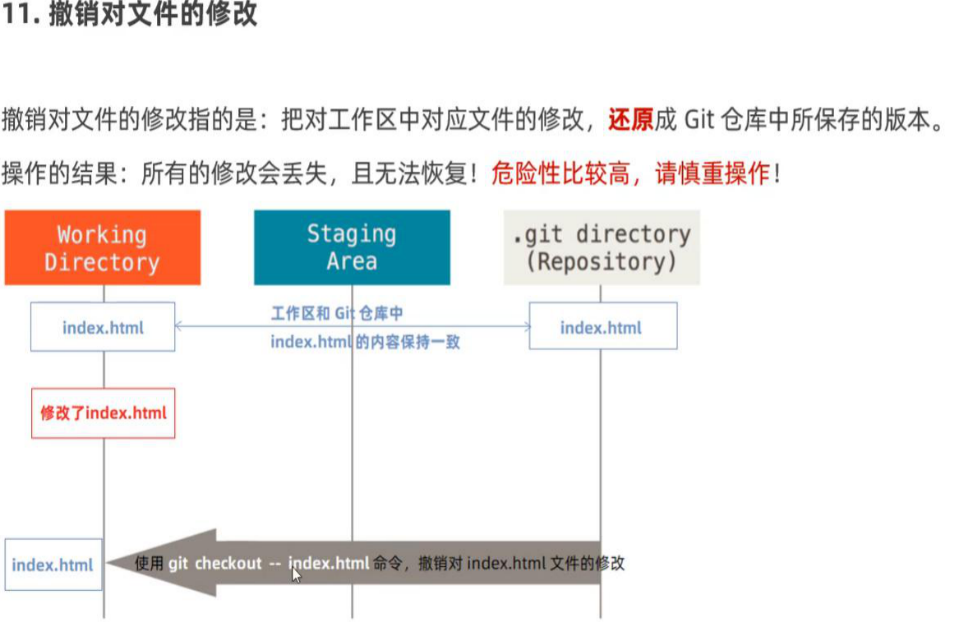 11. 撤销对文件的修改
撤销对文件的修改指的是：把对工作区中对应文件的修改，还原成 Git 仓库中所保存的版本。
操作的结果：所有的修改会丢失，且无法恢复！危险性比较高，请慎重操作！
Working
Directory
Staging
Area
.git directory
(Repository)
index.html
工作区和 Git 仓库中
index.html 的内容保持一致
index.html
修改了index.html
index.html
使用 git checkout -- index.html 命令，撤销对 index.html 文件的修改